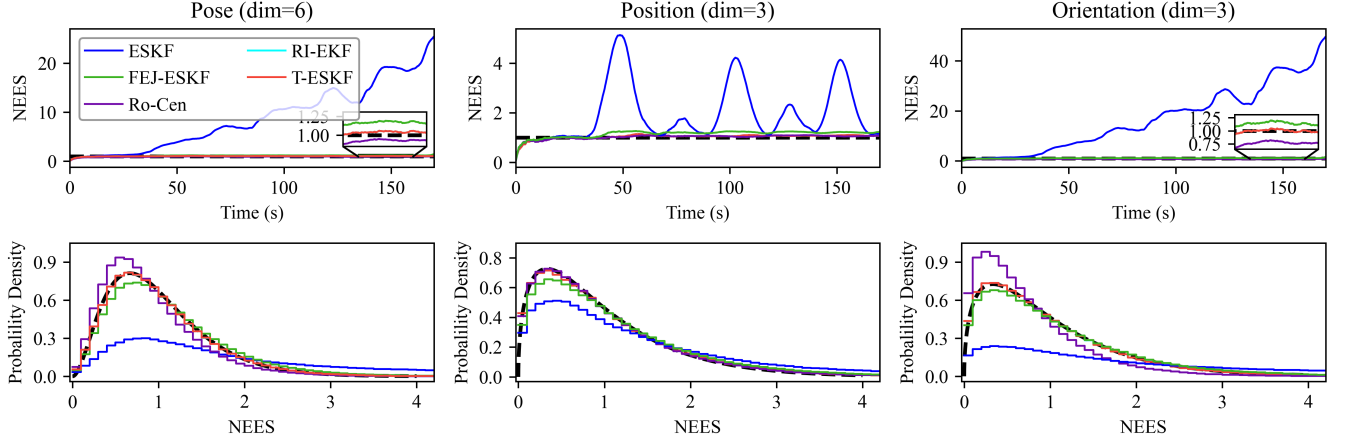 Pose (dim=6)
Position (dim=3)
Orientation (dim=3)
NEES
20
10
0
ESKF
FEJ-ESKF
Ro-Cen
RI-EKF
T-ESKF
1.25
1.00
0
50
100
150
Time (s)
NEES
4
2
0
0
50
100
150
Time (s)
NEES
40
20
0
1.25
1.00
0.75
0
50
100
150
Time (s)
Probability Density
0.9
0.6
0.3
0.0
0
1
2
3
4
NEES
Probability Density
0.8
0.6
0.4
0.2
0.0
0
1
2
3
4
NEES
Probability Density
0.9
0.6
0.3
0.0
0
1
2
3
4
NEES